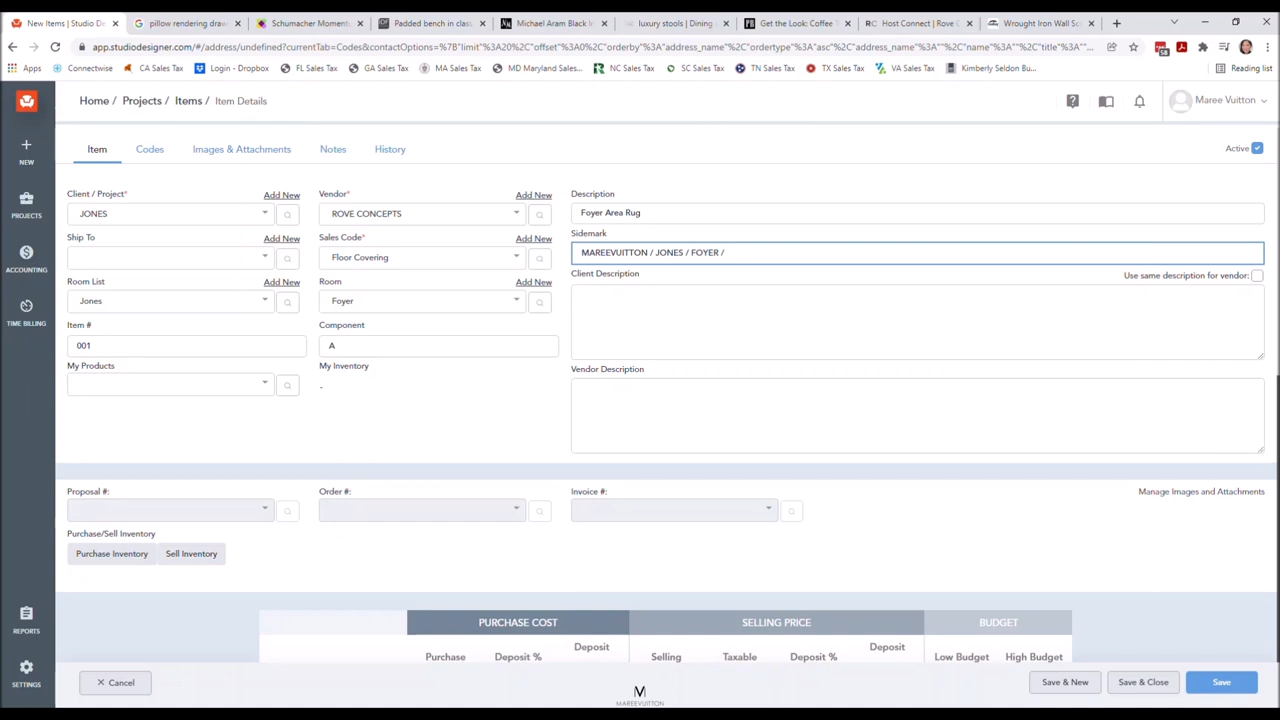 New Items | Studio De
pillow rendering draw
Schumacher Moment
Padded bench in class
Michael Aram Black Ir
luxury stools | Dining
Get the Look: Coffee T
Host Connect | Rove C
Wrought Iron Wall Sc
app.studiodesigner.com/#/address/undefined?currentTab=Codes&contactOptions=%7B"limit"%3A20%2C"offset"%3A0%2C"orderby"%3A"address_name"%2C"ordertype"%3A"asc"%2C"address_name"%3A""%2C"name"%3A""%2C"title"%3A"...
58
Apps
Connectwise
CA Sales Tax
Login - Dropbox
FL Sales Tax
GA Sales Tax
MA Sales Tax
MD Maryland Sales...
NC Sales Tax
SC Sales Tax
TN Sales Tax
TX Sales Tax
VA Sales Tax
Kimberly Seldon Bu...
Reading list
Home / Projects / Items / Item Details
Maree Vuitton
NEW
PROJECTS
ACCOUNTING
TIME BILLING
REPORTS
SETTINGS
Item
Codes
Images & Attachments
Notes
History
Active
Client / Project*
Add New
JONES
Vendor*
Add New
ROVE CONCEPTS
Description
Foyer Area Rug
Ship To
Add New
Sales Code*
Add New
Floor Covering
Sidemark
MAREEVUITTON / JONES / FOYER /
Room List
Add New
Jones
Room
Add New
Foyer
Client Description
Use same description for vendor:
Item #
001
Component
A
My Products
My Inventory
-
Vendor Description
Proposal #:
Order #:
Invoice #:
Manage Images and Attachments
Purchase/Sell Inventory
Purchase Inventory
Sell Inventory
PURCHASE COST
SELLING PRICE
BUDGET
Purchase
Deposit %
Deposit
Selling
Taxable
Deposit %
Deposit
Low Budget
High Budget
× Cancel
M
MAREEVUITTON
Save & New
Save & Close
Save